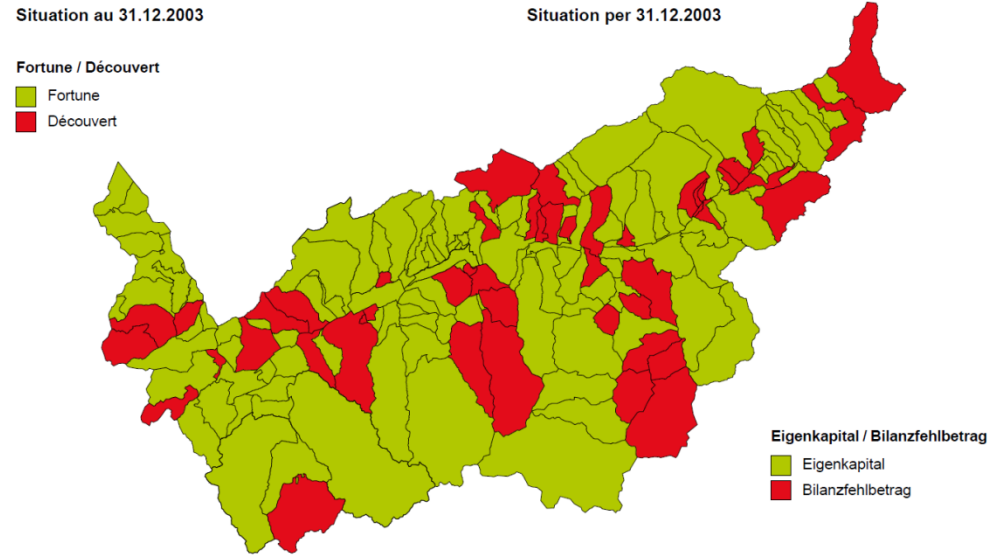 Situation au 31.12.2003
Situation per 31.12.2003
Fortune / Découvert
Fortune
Découvert
Eigenkapital / Bilanzfehlbetrag
Eigenkapital
Bilanzfehlbetrag